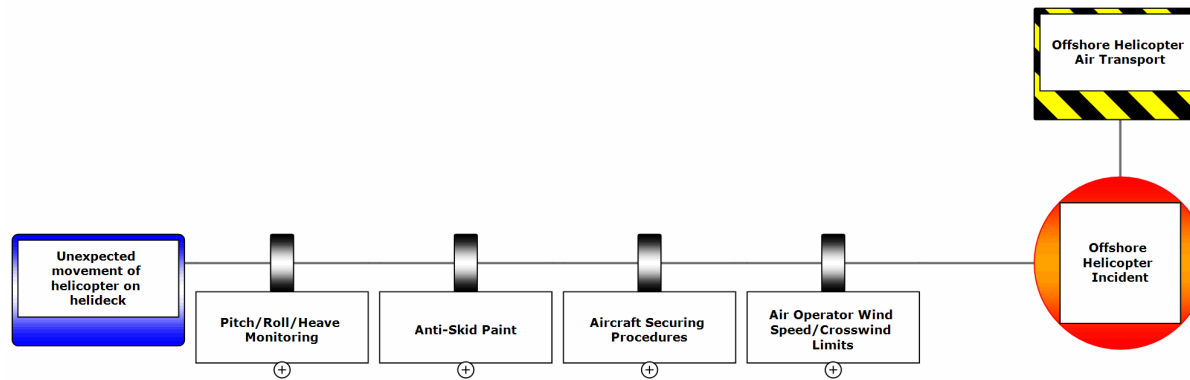 Offshore Helicopter
Air Transport
Unexpected
movement of
helicopter on
helideck
Pitch/Roll/Heave
Monitoring
Anti-Skid Paint
Aircraft Securing
Procedures
Air Operator Wind
Speed/Crosswind
Limits
Offshore
Helicopter
Incident